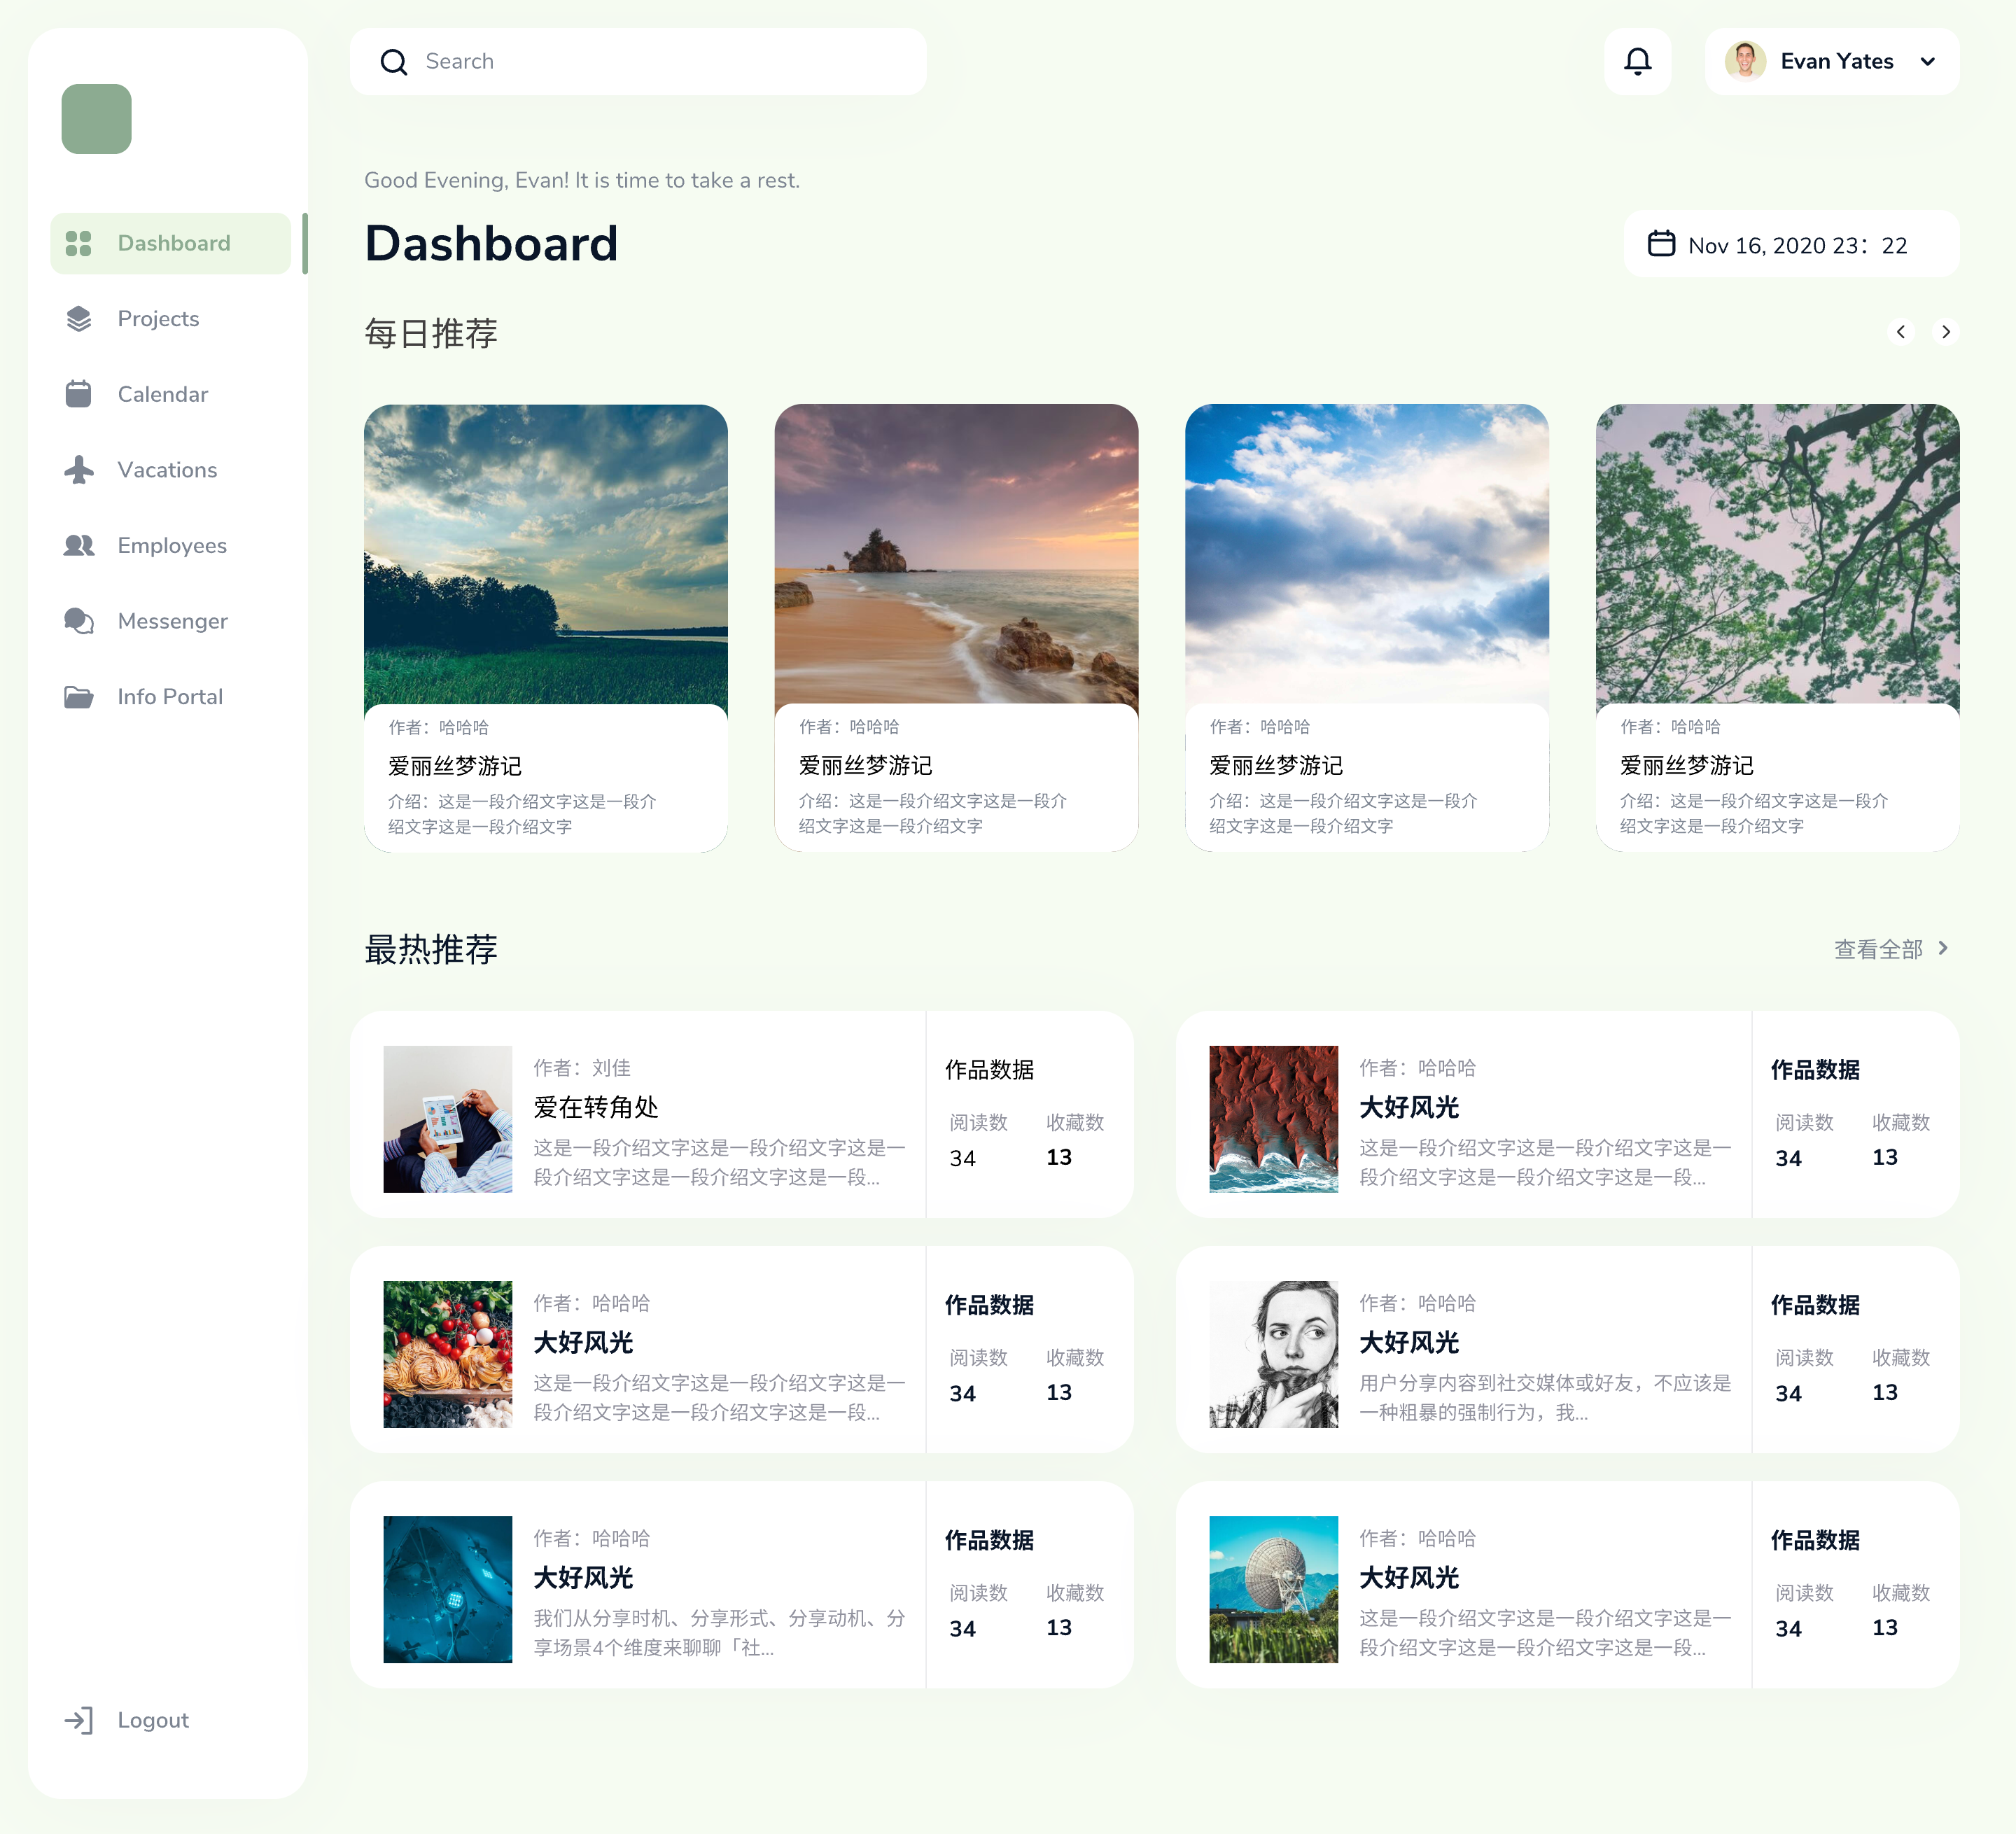 Search
Evan Yates
Good Evening, Evan! It is time to take a rest.
Dashboard
Nov 16, 2020 23：22
Dashboard
Projects
Calendar
Vacations
Employees
Messenger
Info Portal
Logout
每日推荐
作者：哈哈哈
爱丽丝梦游记
介绍：这是一段介绍文字这是一段介
绍文字这是一段介绍文字
作者：哈哈哈
爱丽丝梦游记
介绍：这是一段介绍文字这是一段介
绍文字这是一段介绍文字
作者：哈哈哈
爱丽丝梦游记
介绍：这是一段介绍文字这是一段介
绍文字这是一段介绍文字
作者：哈哈哈
爱丽丝梦游记
介绍：这是一段介绍文字这是一段介
绍文字这是一段介绍文字
最热推荐
查看全部
作者：刘佳
爱在转角处
这是一段介绍文字这是一段介绍文字这是一
段介绍文字这是一段介绍文字这是一段...
作品数据
阅读数 收藏数
34 13
作者：哈哈哈
大好风光
这是一段介绍文字这是一段介绍文字这是一
段介绍文字这是一段介绍文字这是一段...
作品数据
阅读数 收藏数
34 13
作者：哈哈哈
大好风光
这是一段介绍文字这是一段介绍文字这是一
段介绍文字这是一段介绍文字这是一段...
作品数据
阅读数 收藏数
34 13
作者：哈哈哈
大好风光
用户分享内容到社交媒体或好友，不应该是
一种粗暴的强制行为，我...
作品数据
阅读数 收藏数
34 13
作者：哈哈哈
大好风光
我们从分享时机、分享形式、分享动机、分
享场景4个维度来聊聊「社...
作品数据
阅读数 收藏数
34 13
作者：哈哈哈
大好风光
这是一段介绍文字这是一段介绍文字这是一
段介绍文字这是一段介绍文字这是一段...
作品数据
阅读数 收藏数
34 13